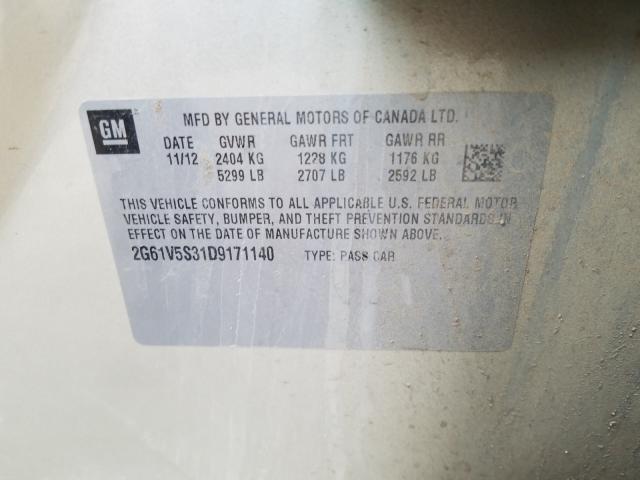 GM
MFD BY GENERAL MOTORS OF CANADA LTD.
DATE GVWR GAWR FRT GAWR RR
11/12 2404 KG 1228 KG 1176 KG
5299 LB 2707 LB 2592 LB
THIS VEHICLE CONFORMS TO ALL APPLICABLE U.S. FEDERAL MOTOR
VEHICLE SAFETY, BUMPER, AND THEFT PREVENTION STANDARDS IN
EFFECT ON THE DATE OF MANUFACTURE SHOWN ABOVE.
2G61V5S31D9171140 TYPE: PASS CAR